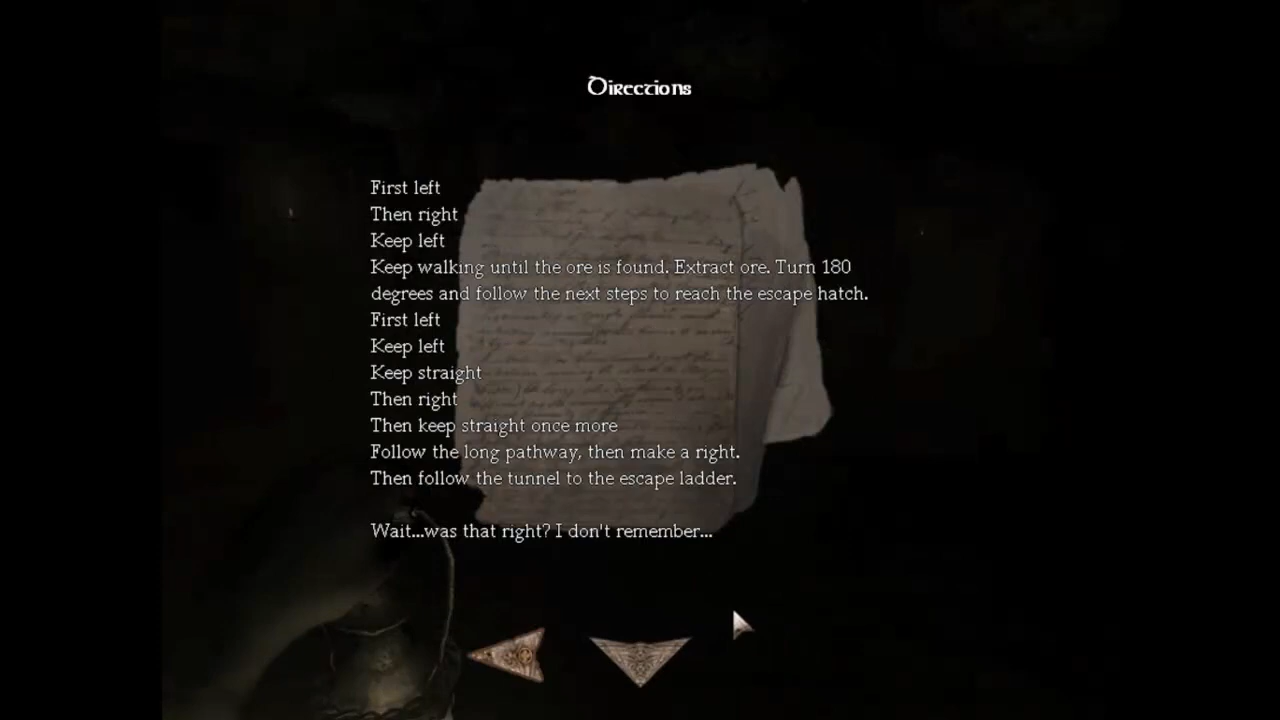 Directions
First left
Then right
Keep left
Keep walking until the ore is found. Extract ore. Turn 180
degrees and follow the next steps to reach the escape hatch.
First left
Keep left
Keep straight
Then right
Then keep straight once more
Follow the long pathway, then make a right.
Then follow the tunnel to the escape ladder.
Wait...was that right? I don't remember...